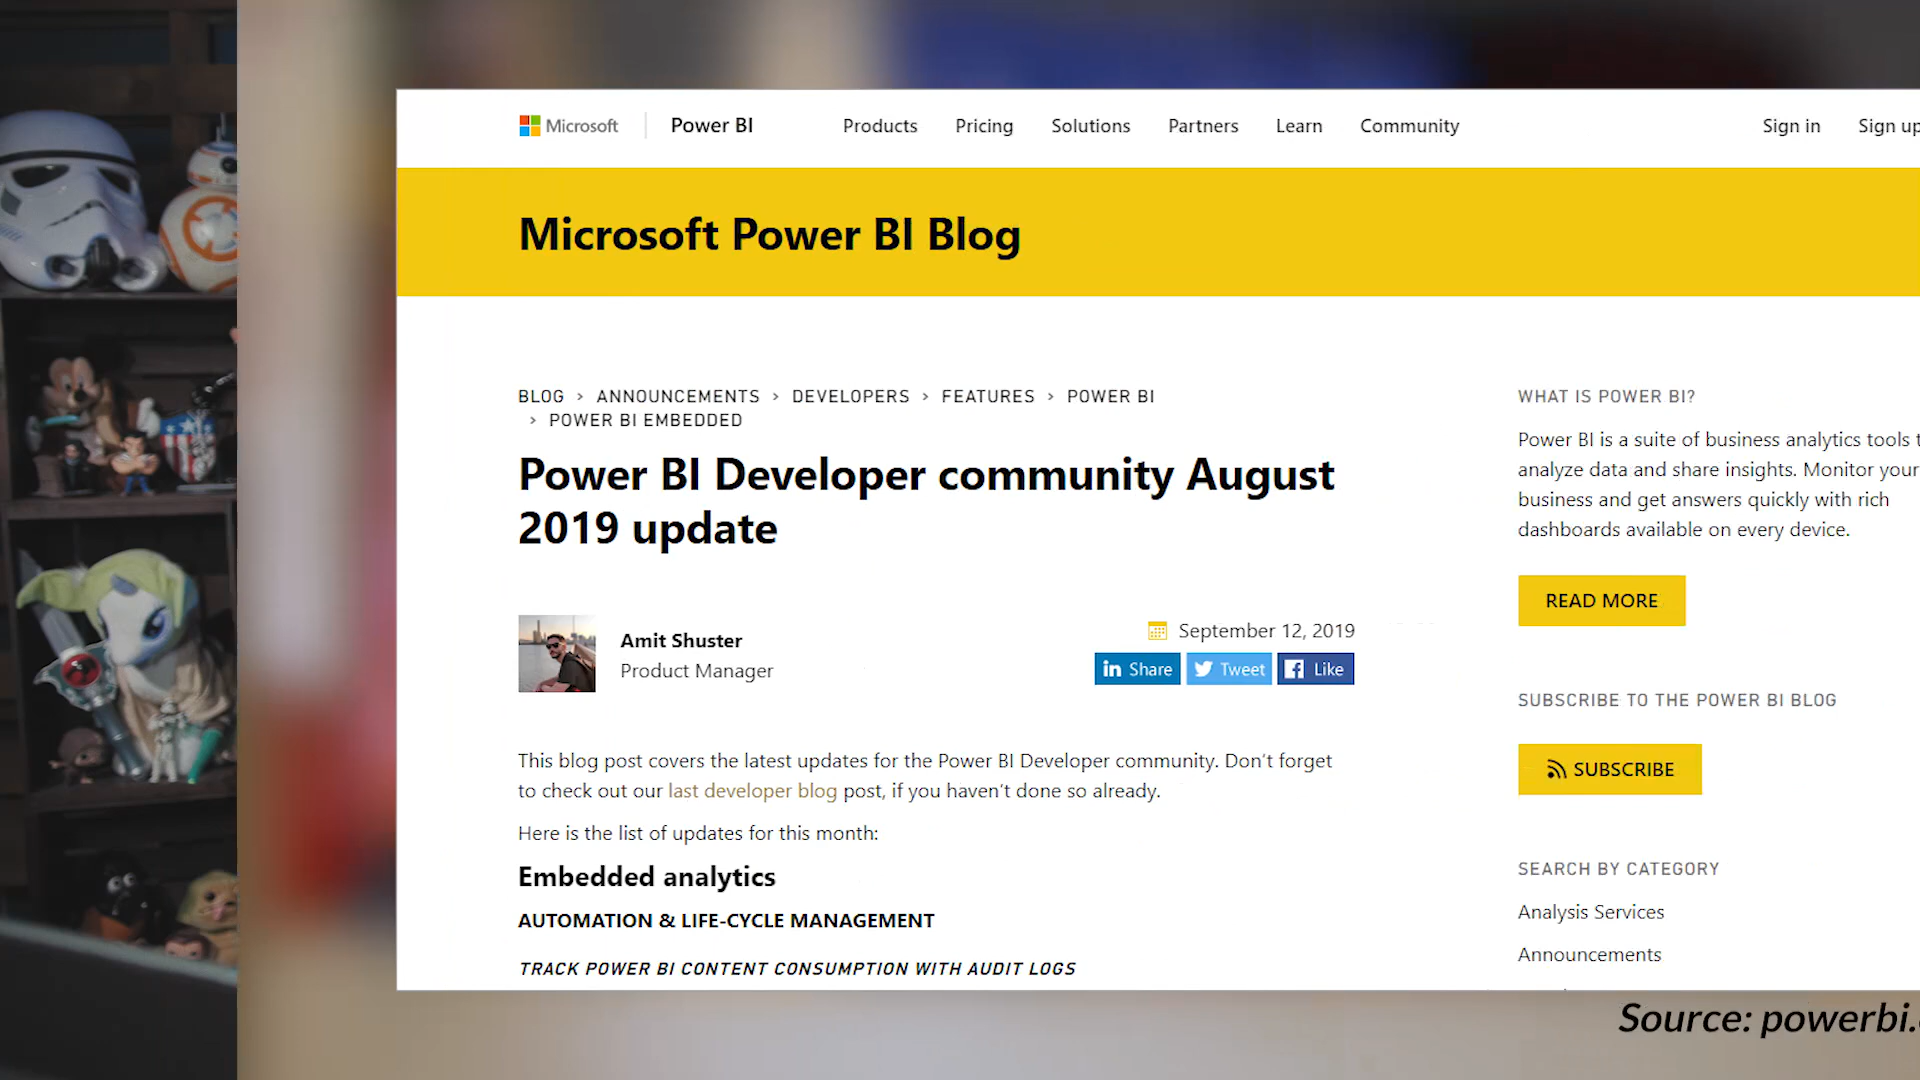 Microsoft
Power BI
Products
Pricing
Solutions
Partners
Learn
Community
Sign in
Sign up
Microsoft Power BI Blog
BLOG > ANNOUNCEMENTS > DEVELOPERS > FEATURES > POWER BI
> POWER BI EMBEDDED
Power BI Developer community August
2019 update
Amit Shuster
Product Manager
September 12, 2019
in Share
Tweet
Like
This blog post covers the latest updates for the Power BI Developer community. Don't forget
to check out our last developer blog post, if you haven't done so already.
Here is the list of updates for this month:
Embedded analytics
AUTOMATION & LIFE-CYCLE MANAGEMENT
TRACK POWER BI CONTENT CONSUMPTION WITH AUDIT LOGS
WHAT IS POWER BI?
Power BI is a suite of business analytics tools
analyze data and share insights. Monitor your
business and get answers quickly with rich
dashboards available on every device.
READ MORE
SUBSCRIBE TO THE POWER BI BLOG
SUBSCRIBE
SEARCH BY CATEGORY
Analysis Services
Announcements
Source: powerbi.